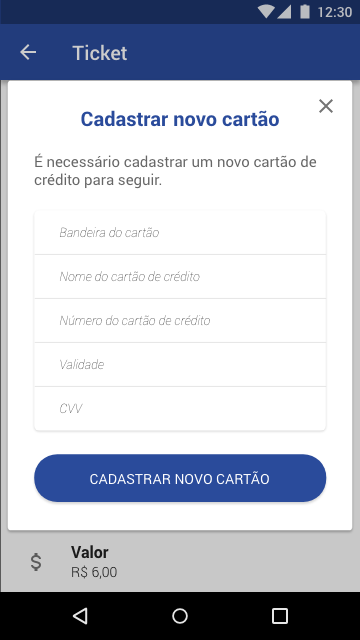 12:30
Ticket
Cadastrar novo cartão
É necessário cadastrar um novo cartão de
crédito para seguir.
Bandeira do cartão
Nome do cartão de crédito
Número do cartão de crédito
Validade
CVV
CADASTRAR NOVO CARTÃO
Valor
R$ 6,00